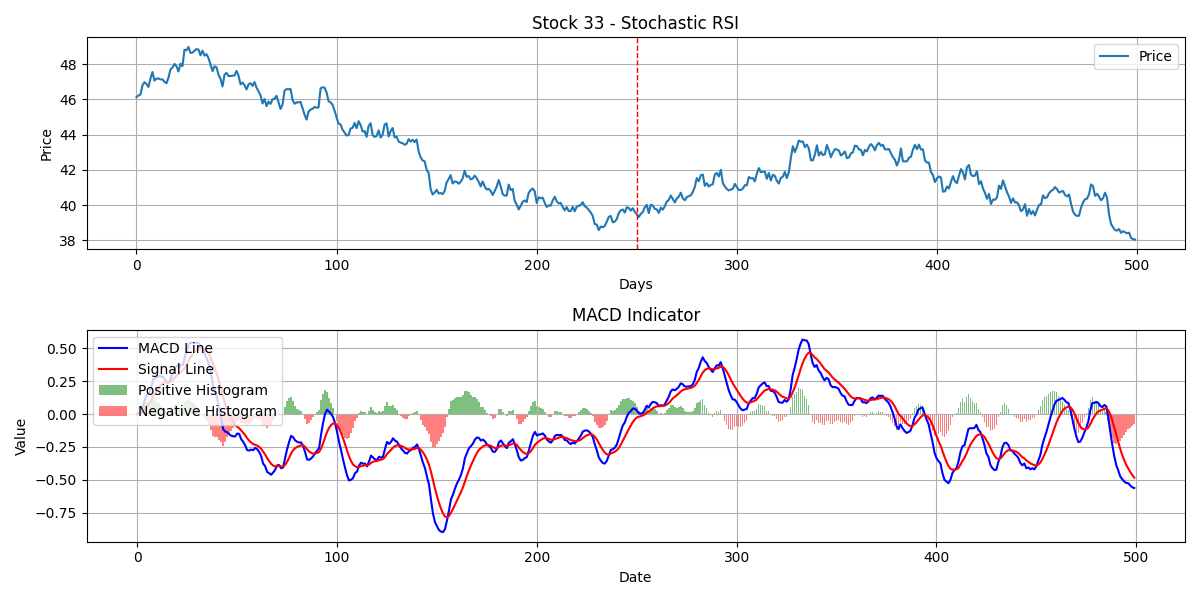 Stock 33 - Stochastic RSI
Price
48
46
44
42
40
38
Price
0 100 200 300 400 500
Days
MACD Indicator
MACD Line
Signal Line
Positive Histogram
Negative Histogram
0.50
0.25
0.00
−0.25
−0.50
−0.75
Value
0 100 200 300 400 500
Date